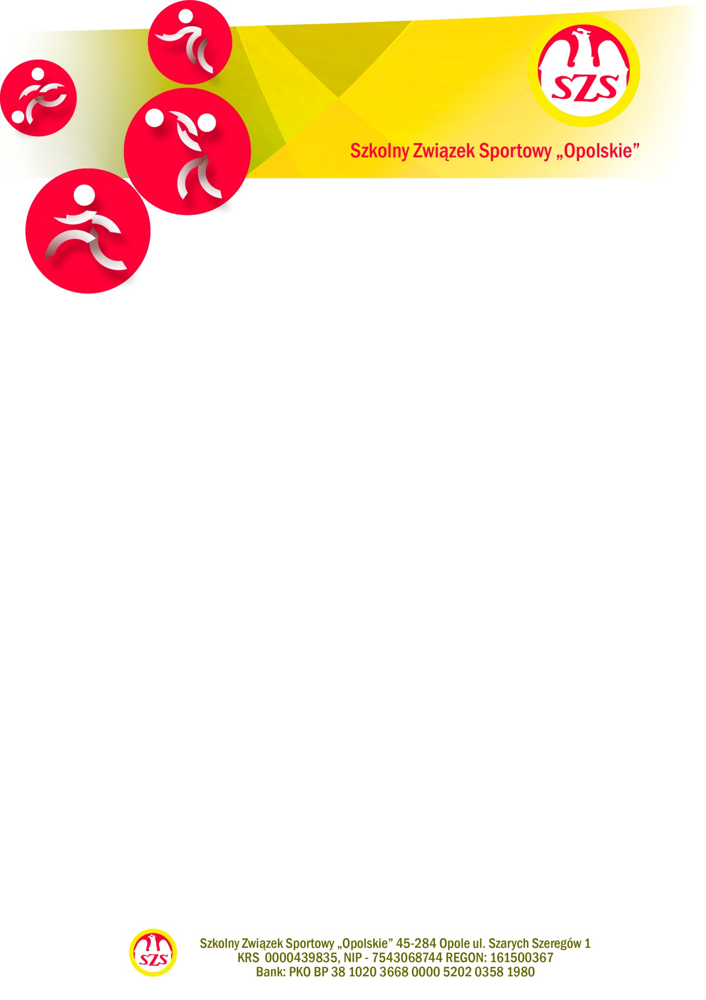 SZS
Szkolny Związek Sportowy „Opolskie”
SZS
Szkolny Związek Sportowy „Opolskie” 45-284 Opole ul. Szarych Szeregów 1
KRS  0000439835, NIP - 7543068744 REGON: 161500367
Bank: PKO BP 38 1020 3668 0000 5202 0358 1980